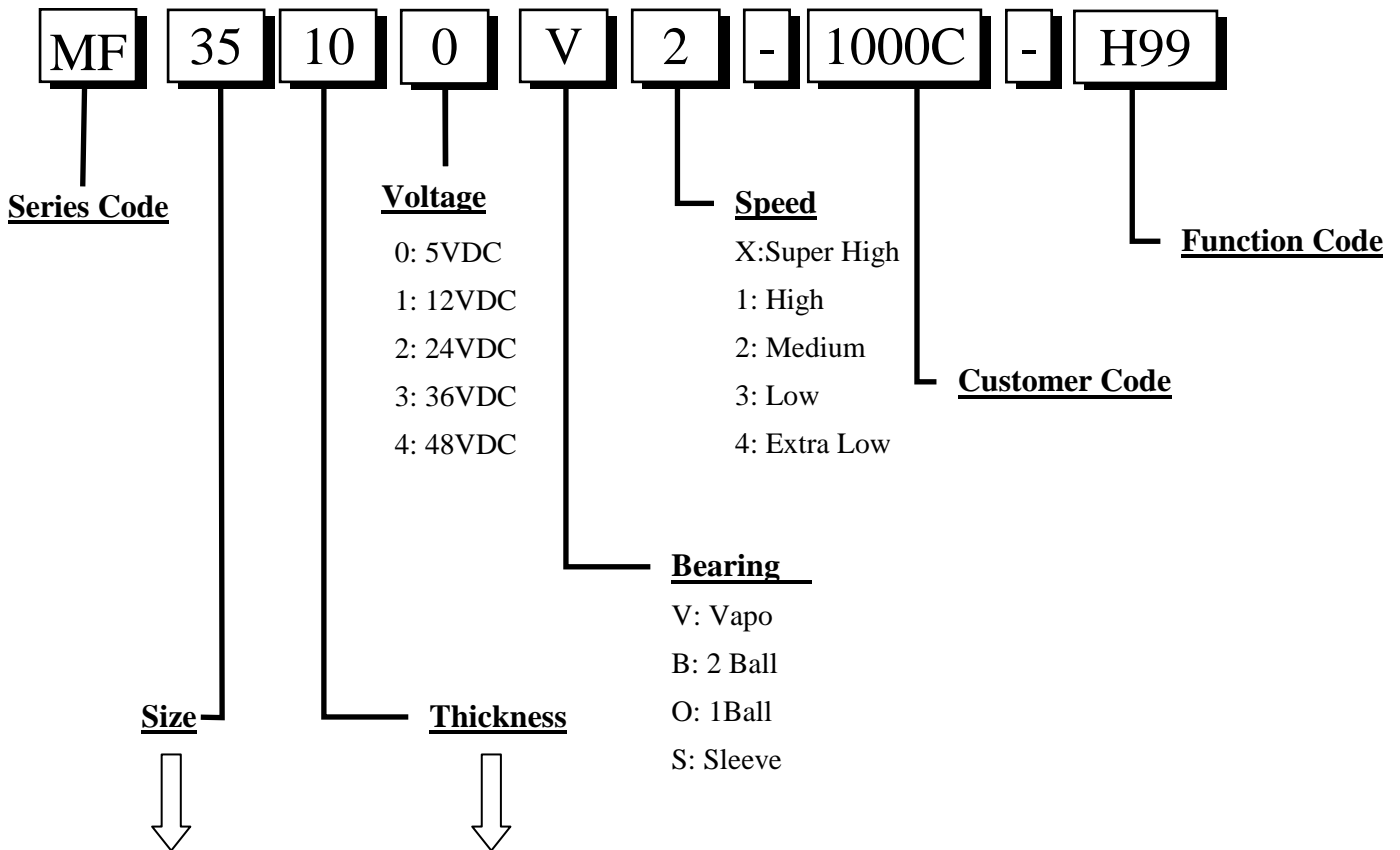 MF 35 10 0 V 2 - 1000C - H99
Series Code
Voltage
0: 5VDC
1: 12VDC
2: 24VDC
3: 36VDC
4: 48VDC
Speed
X:Super High
1: High
2: Medium
3: Low
4: Extra Low
Function Code
Customer Code
Bearing
V: Vapo
B: 2 Ball
O: 1Ball
S: Sleeve
Size
Thickness